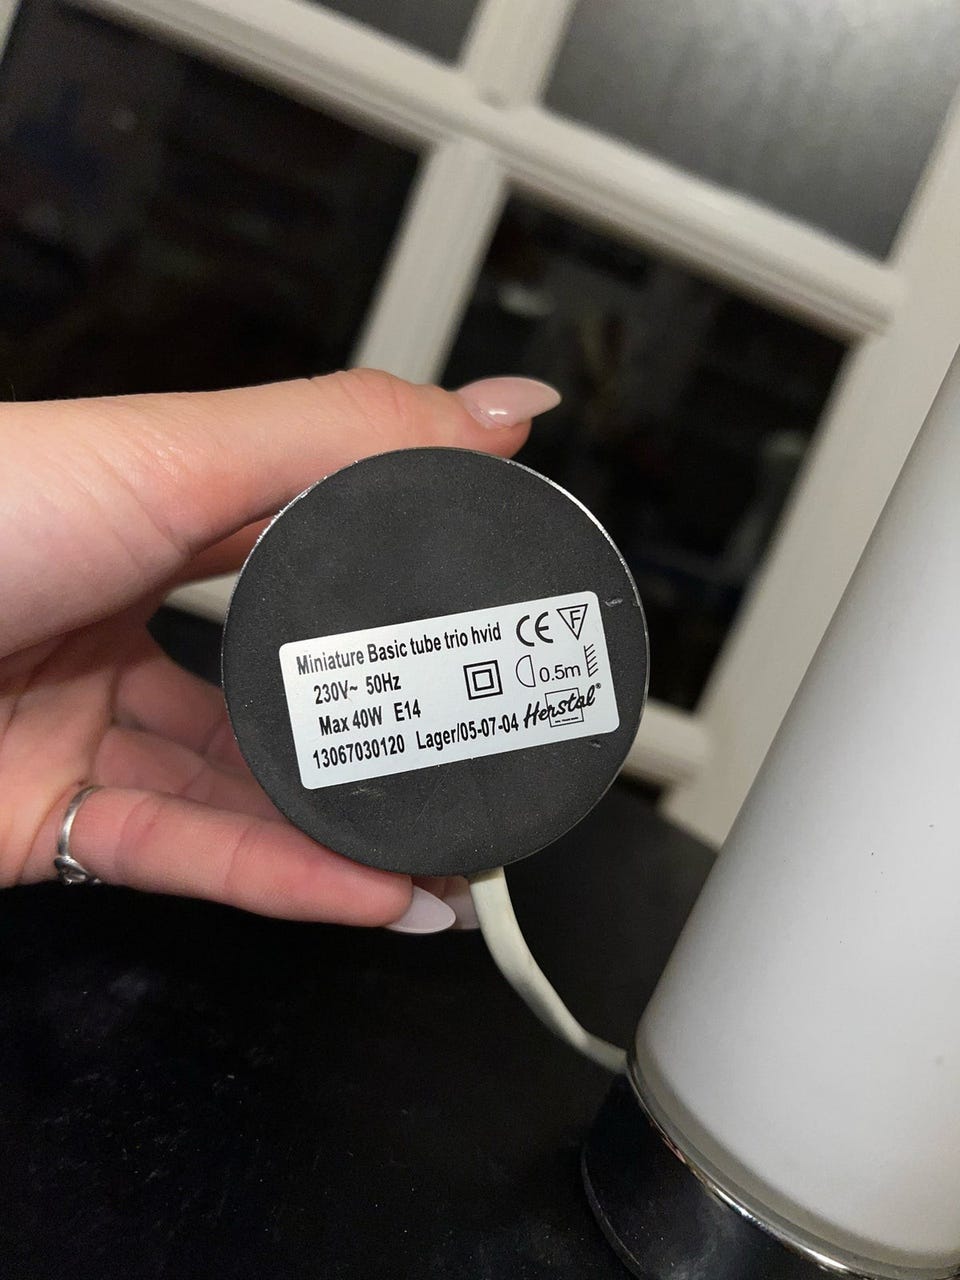 Miniature Basic tube trio hvid CE F
230V~ 50Hz 0.5m
Max 40W E14
13067030120 Lager/05-07-04 Herstal®